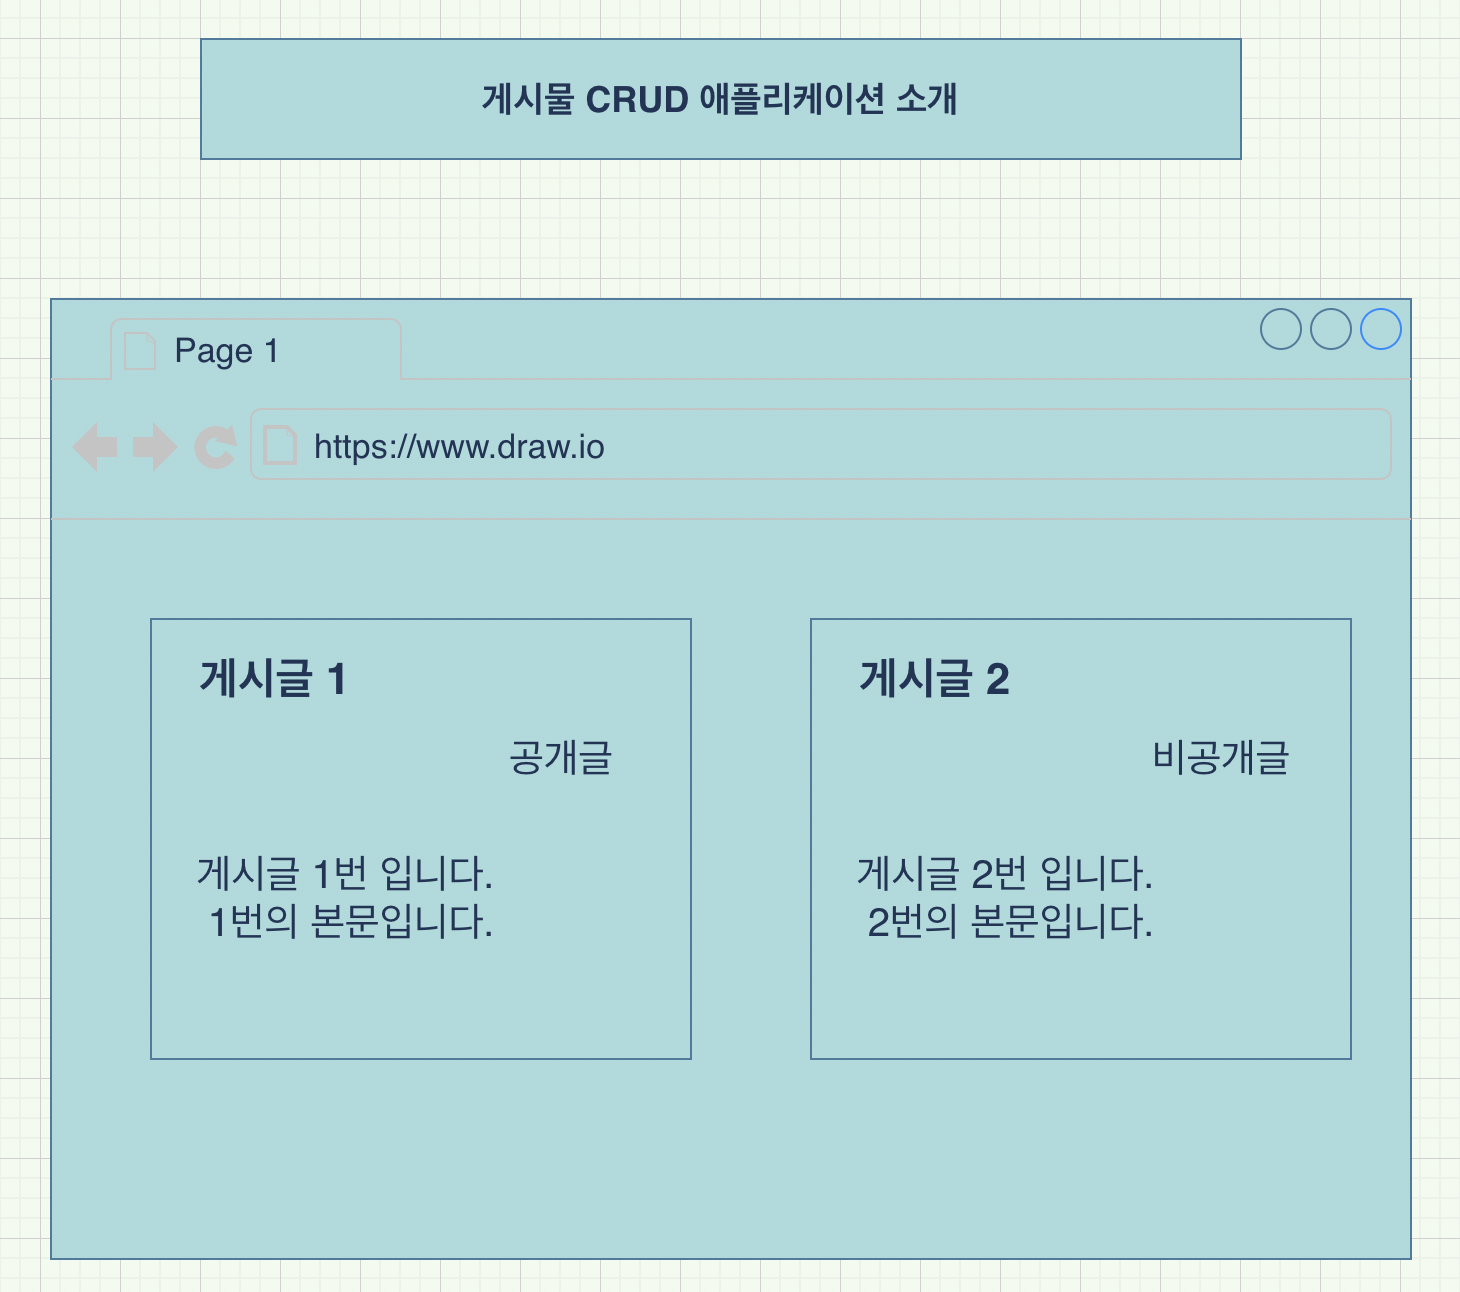 게시물 CRUD 애플리케이션 소개
Page 1
https://www.draw.io
게시글 1
공개글
게시글 1번 입니다.
1번의 본문입니다.
게시글 2
비공개글
게시글 2번 입니다.
2번의 본문입니다.